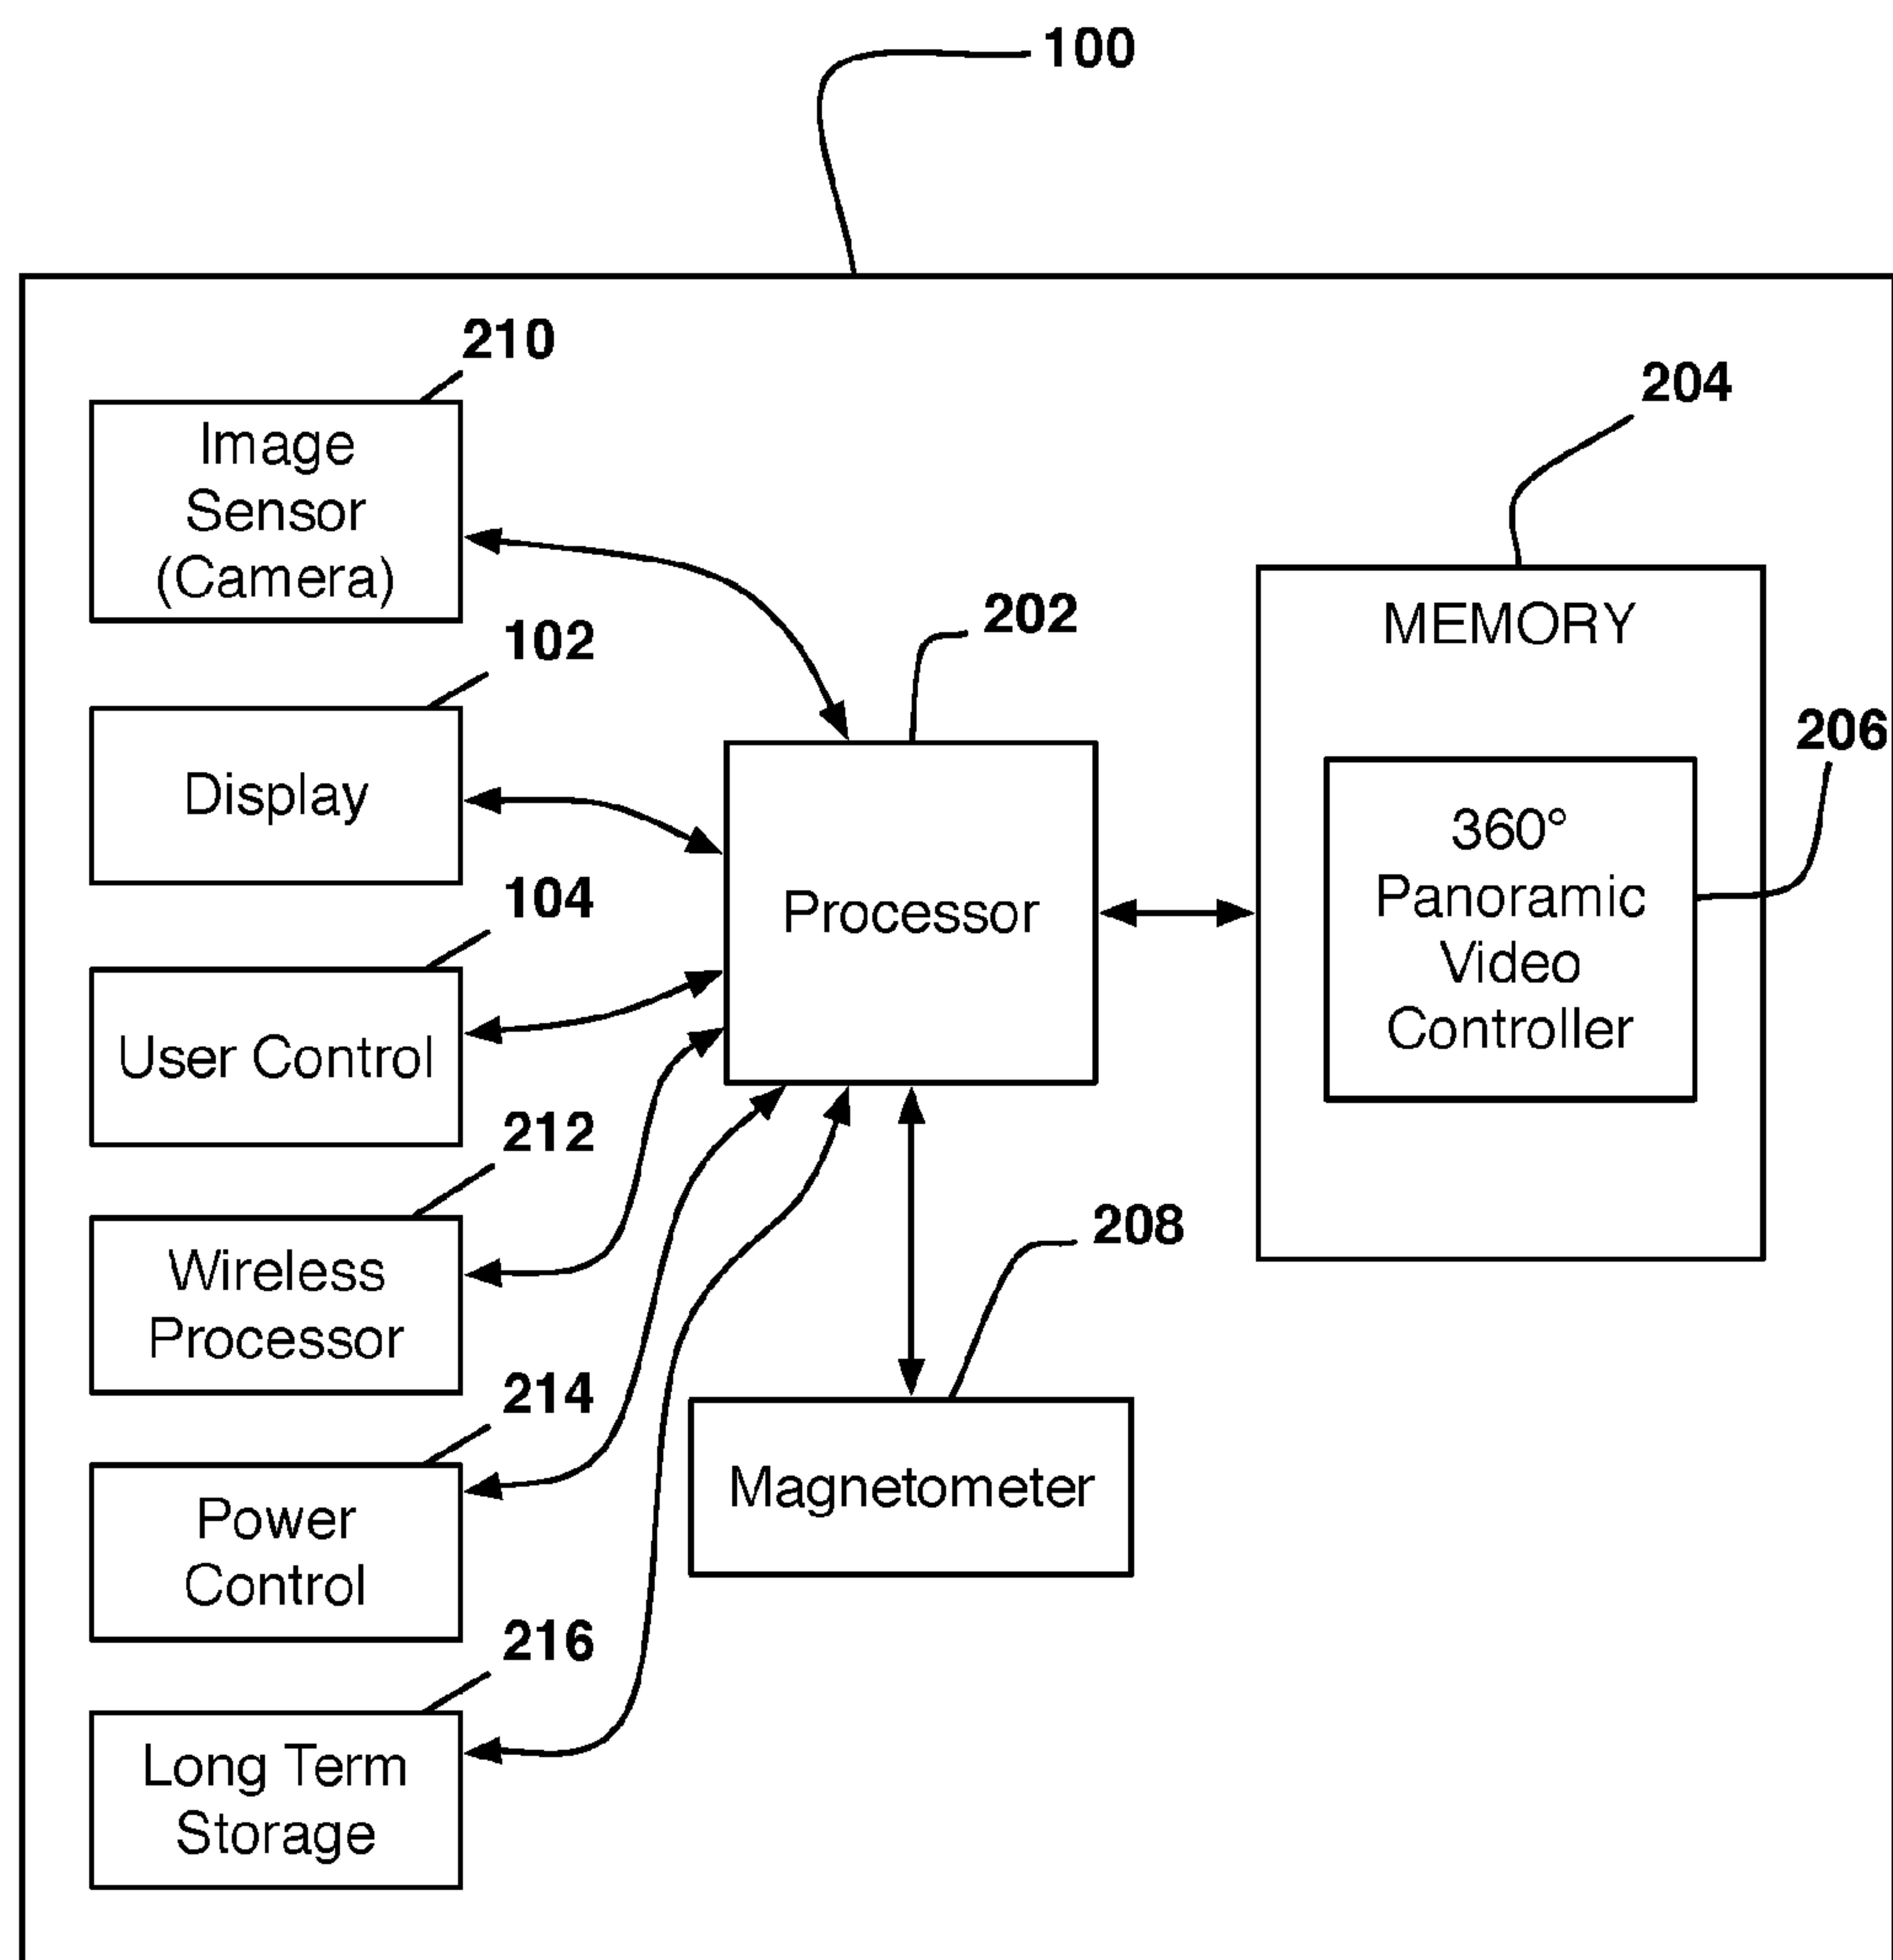 100
210
Image
Sensor
(Camera)
204
202
MEMORY
102
Display
206
360°
Panoramic
Video
Controller
Processor
104
User Control
212
Wireless
Processor
208
Magnetometer
214
Power
Control
216
Long Term
Storage